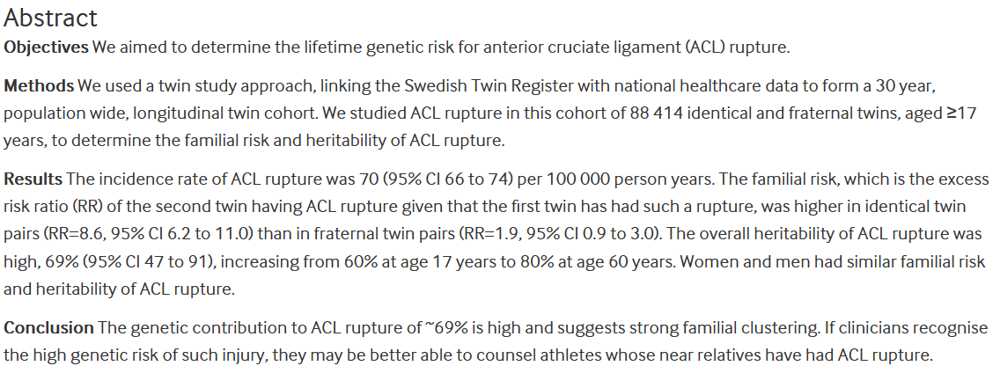 Abstract
Objectives We aimed to determine the lifetime genetic risk for anterior cruciate ligament (ACL) rupture.
Methods We used a twin study approach, linking the Swedish Twin Register with national healthcare data to form a 30 year,
population wide, longitudinal twin cohort. We studied ACL rupture in this cohort of 88 414 identical and fraternal twins, aged ≥17
years, to determine the familial risk and heritability of ACL rupture.
Results The incidence rate of ACL rupture was 70 (95% CI 66 to 74) per 100 000 person years. The familial risk, which is the excess
risk ratio (RR) of the second twin having ACL rupture given that the first twin has had such a rupture, was higher in identical twin
pairs (RR=8.6, 95% CI 6.2 to 11.0) than in fraternal twin pairs (RR=1.9, 95% CI 0.9 to 3.0). The overall heritability of ACL rupture was
high, 69% (95% CI 47 to 91), increasing from 60% at age 17 years to 80% at age 60 years. Women and men had similar familial risk
and heritability of ACL rupture.
Conclusion The genetic contribution to ACL rupture of ~69% is high and suggests strong familial clustering. If clinicians recognise
the high genetic risk of such injury, they may be better able to counsel athletes whose near relatives have had ACL rupture.